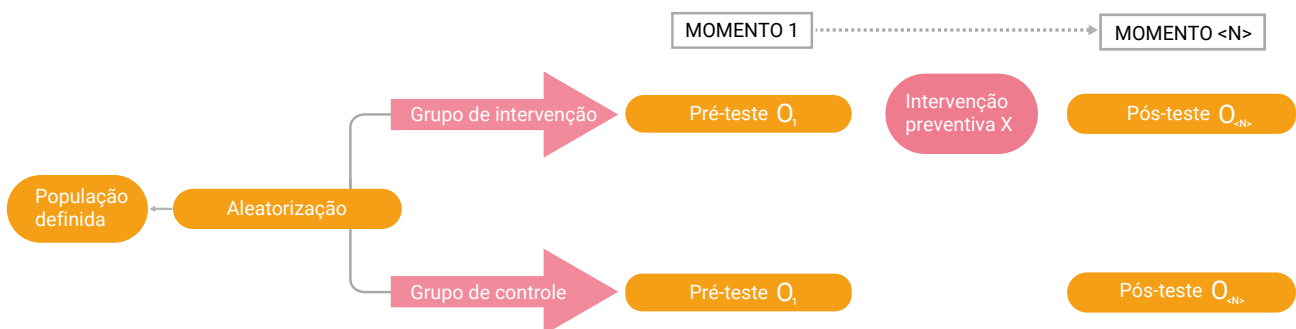 MOMENTO 1
MOMENTO <N>
Grupo de intervenção
Pré-teste O₁
Intervenção
preventiva X
Pós-teste O<N>
População
definida
Aleatorização
Grupo de controle
Pré-teste O₁
Pós-teste O<N>